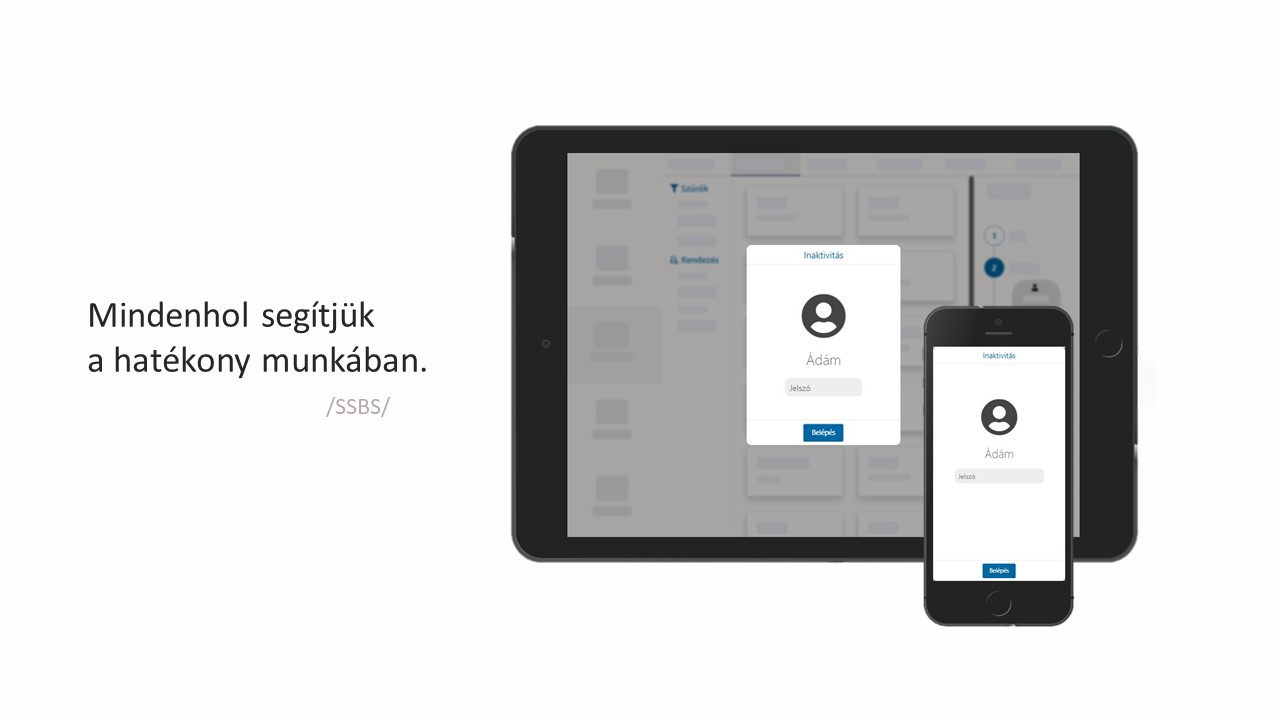 Mindenhol segítjük
a hatékony munkában.
/SSBS/
Szűrők
Rendezés
1
2
Inaktivitás
Ádám
Jelszó
Belépés
Inaktivitás
Ádám
Jelszó
Belépés